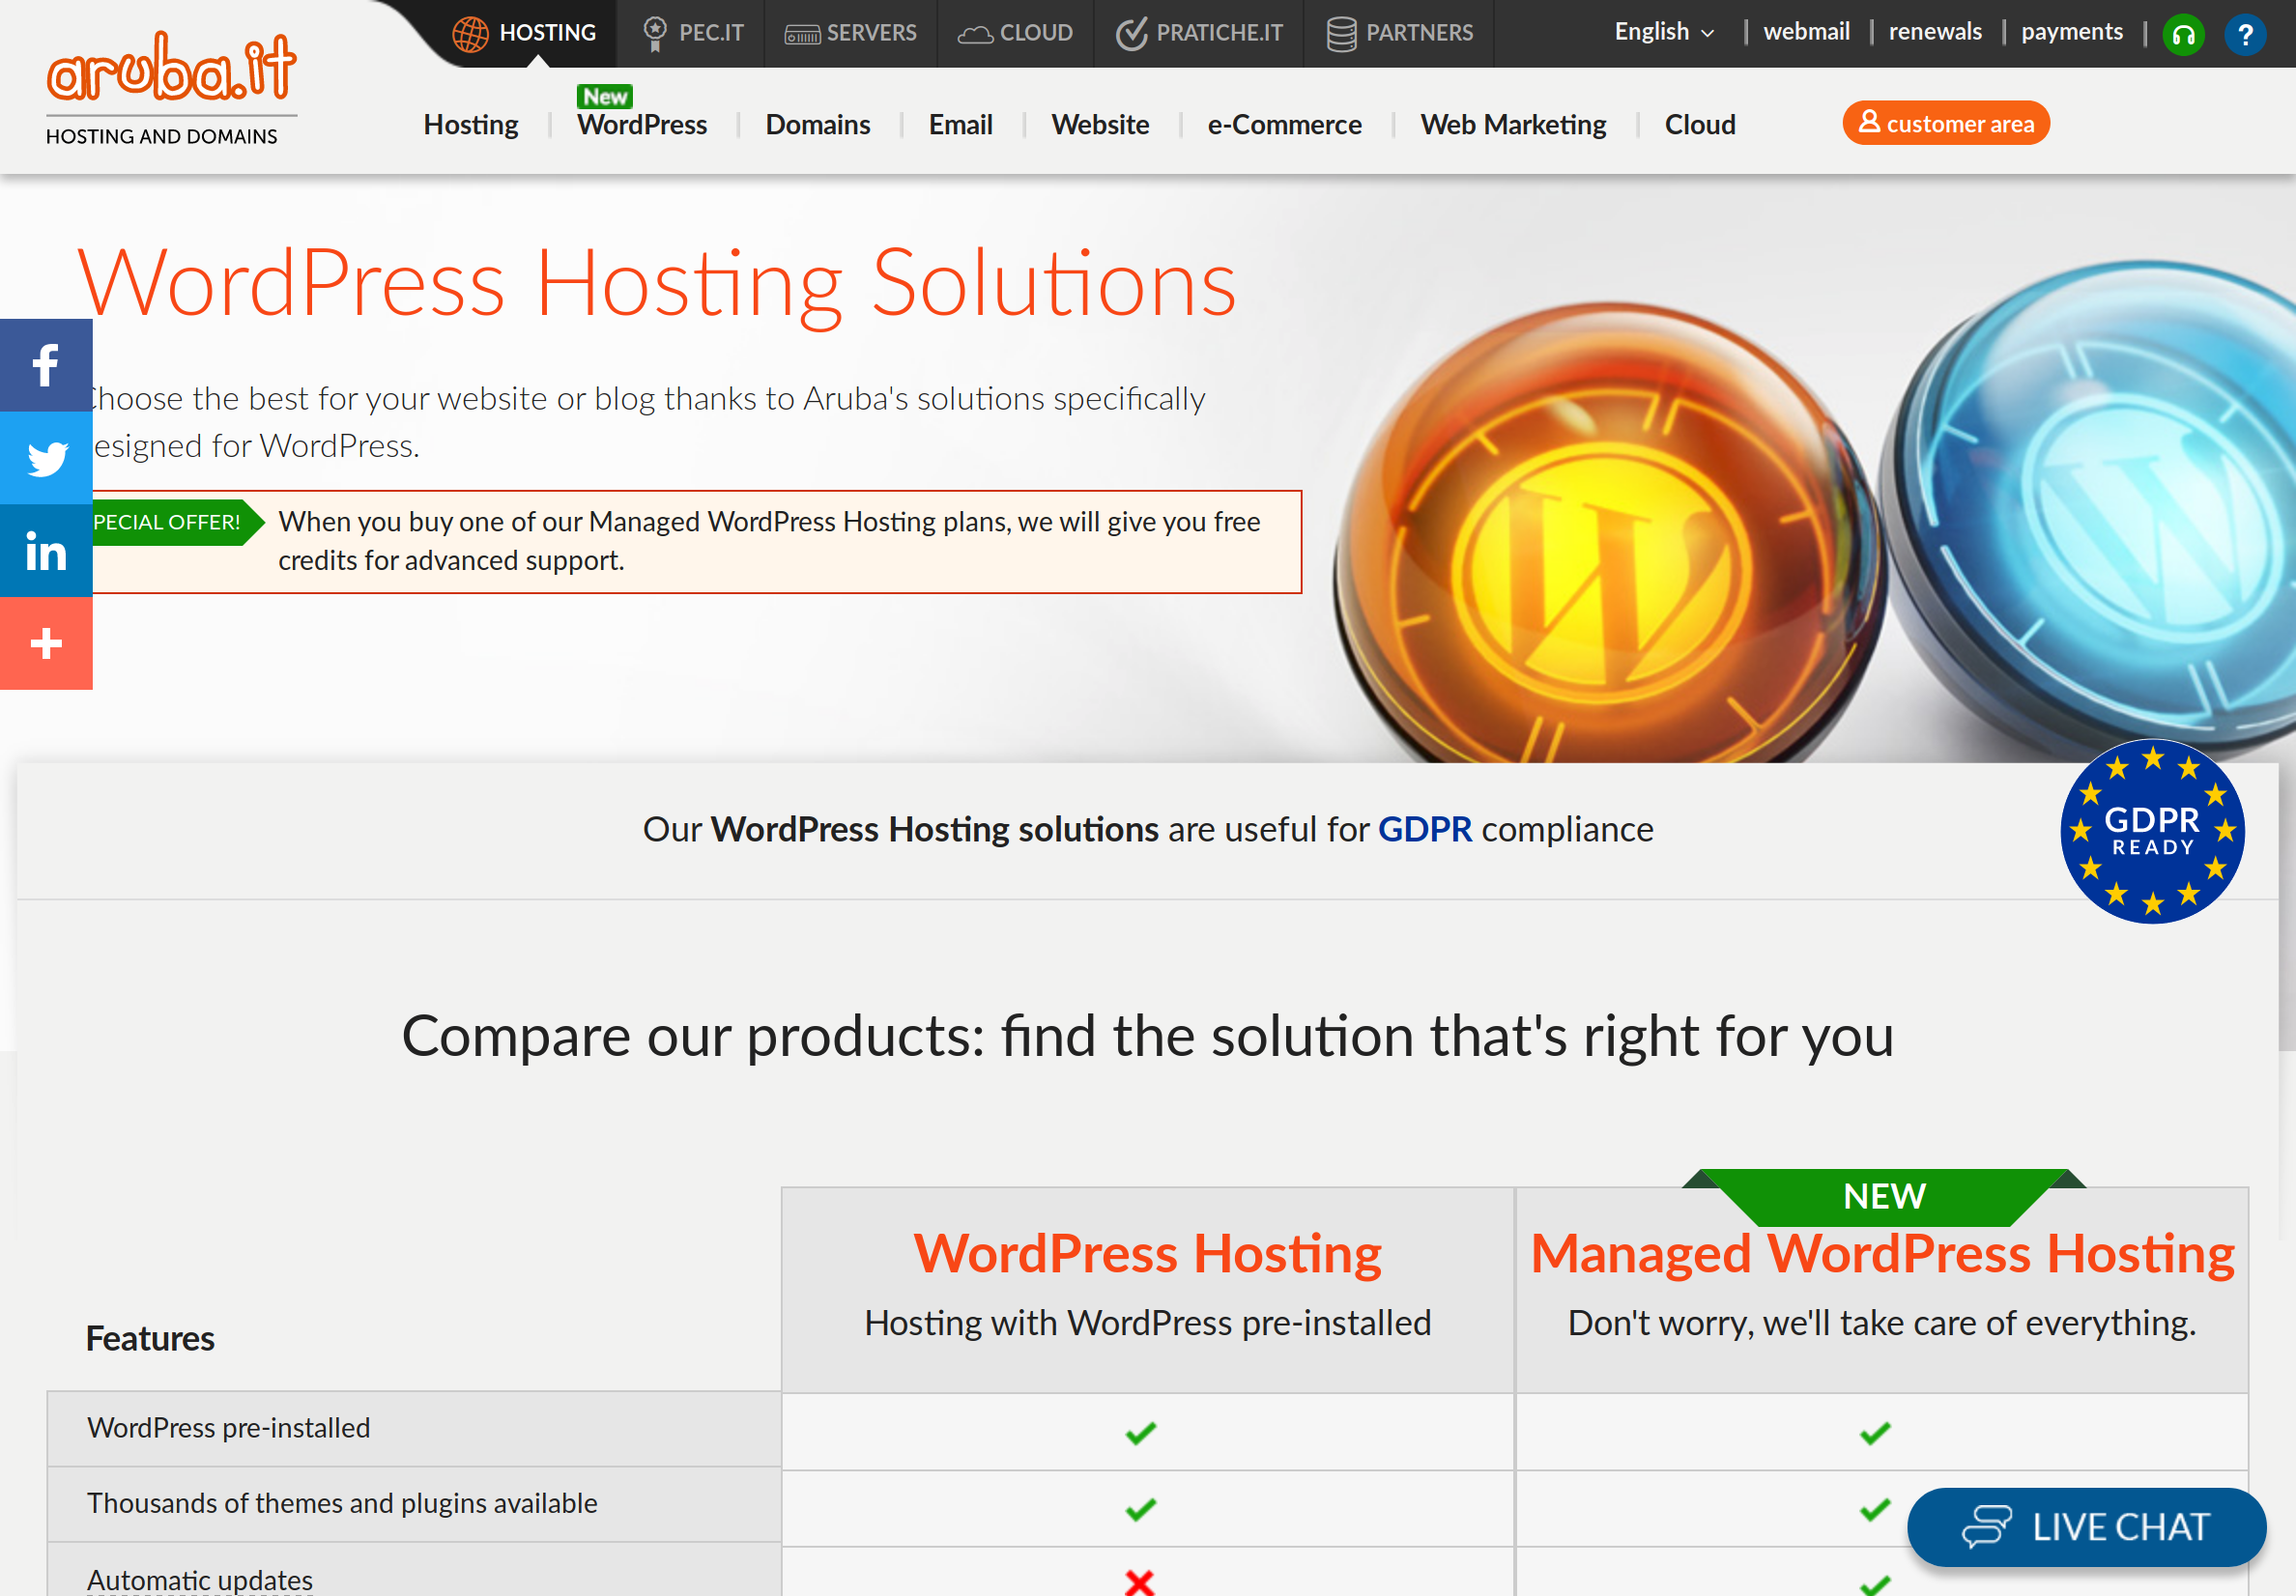 aruba.it
HOSTING AND DOMAINS
HOSTING
PEC.IT
SERVERS
CLOUD
PRATICHE.IT
PARTNERS
English
webmail
renewals
payments
?
New
Hosting
WordPress
Domains
Email
Website
e-Commerce
Web Marketing
Cloud
customer area
WordPress Hosting Solutions
choose the best for your website or blog thanks to Aruba's solutions specifically
esigned for WordPress.
PECIAL OFFER!
When you buy one of our Managed WordPress Hosting plans, we will give you free
credits for advanced support.
Our WordPress Hosting solutions are useful for GDPR compliance
GDPR
READY
Compare our products: find the solution that's right for you
NEW
WordPress Hosting
Managed WordPress Hosting
Hosting with WordPress pre-installed
Don't worry, we'll take care of everything.
Features
WordPress pre-installed
Thousands of themes and plugins available
LIVE CHAT
Automatic updates